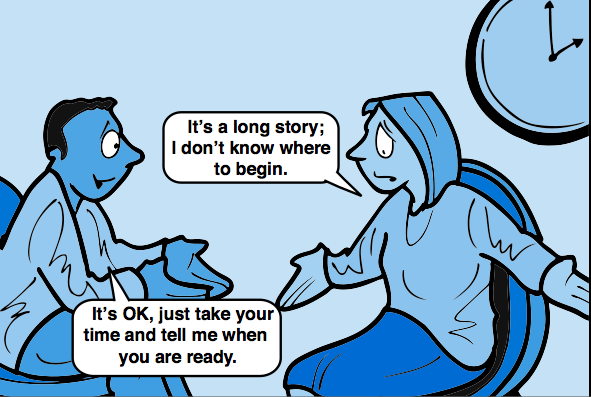 It's a long story;
I don't know where
to begin.
It's OK, just take your
time and tell me when
you are ready.